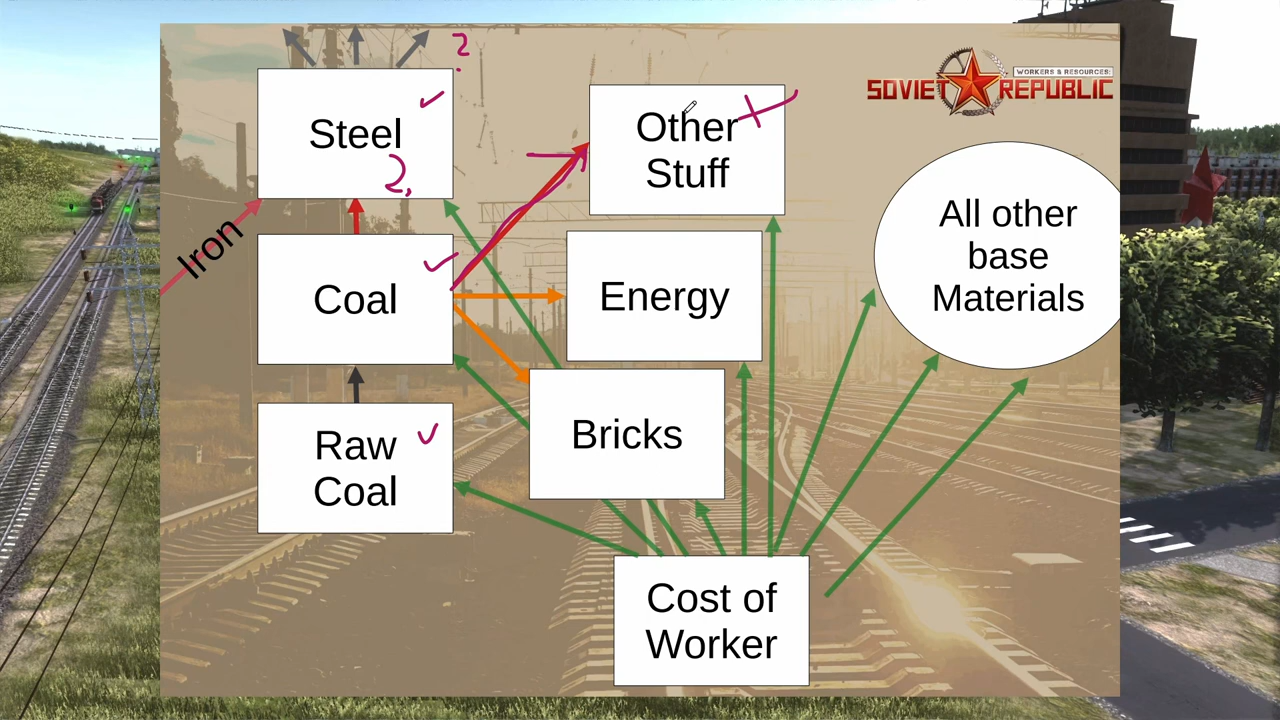 ?
Steel
2,
Iron
Coal
Raw
Coal
Other
Stuff
Energy
Bricks
Cost of
Worker
WORKERS & RESOURCES:
SOVIET REPUBLIC
All other
base
Materials